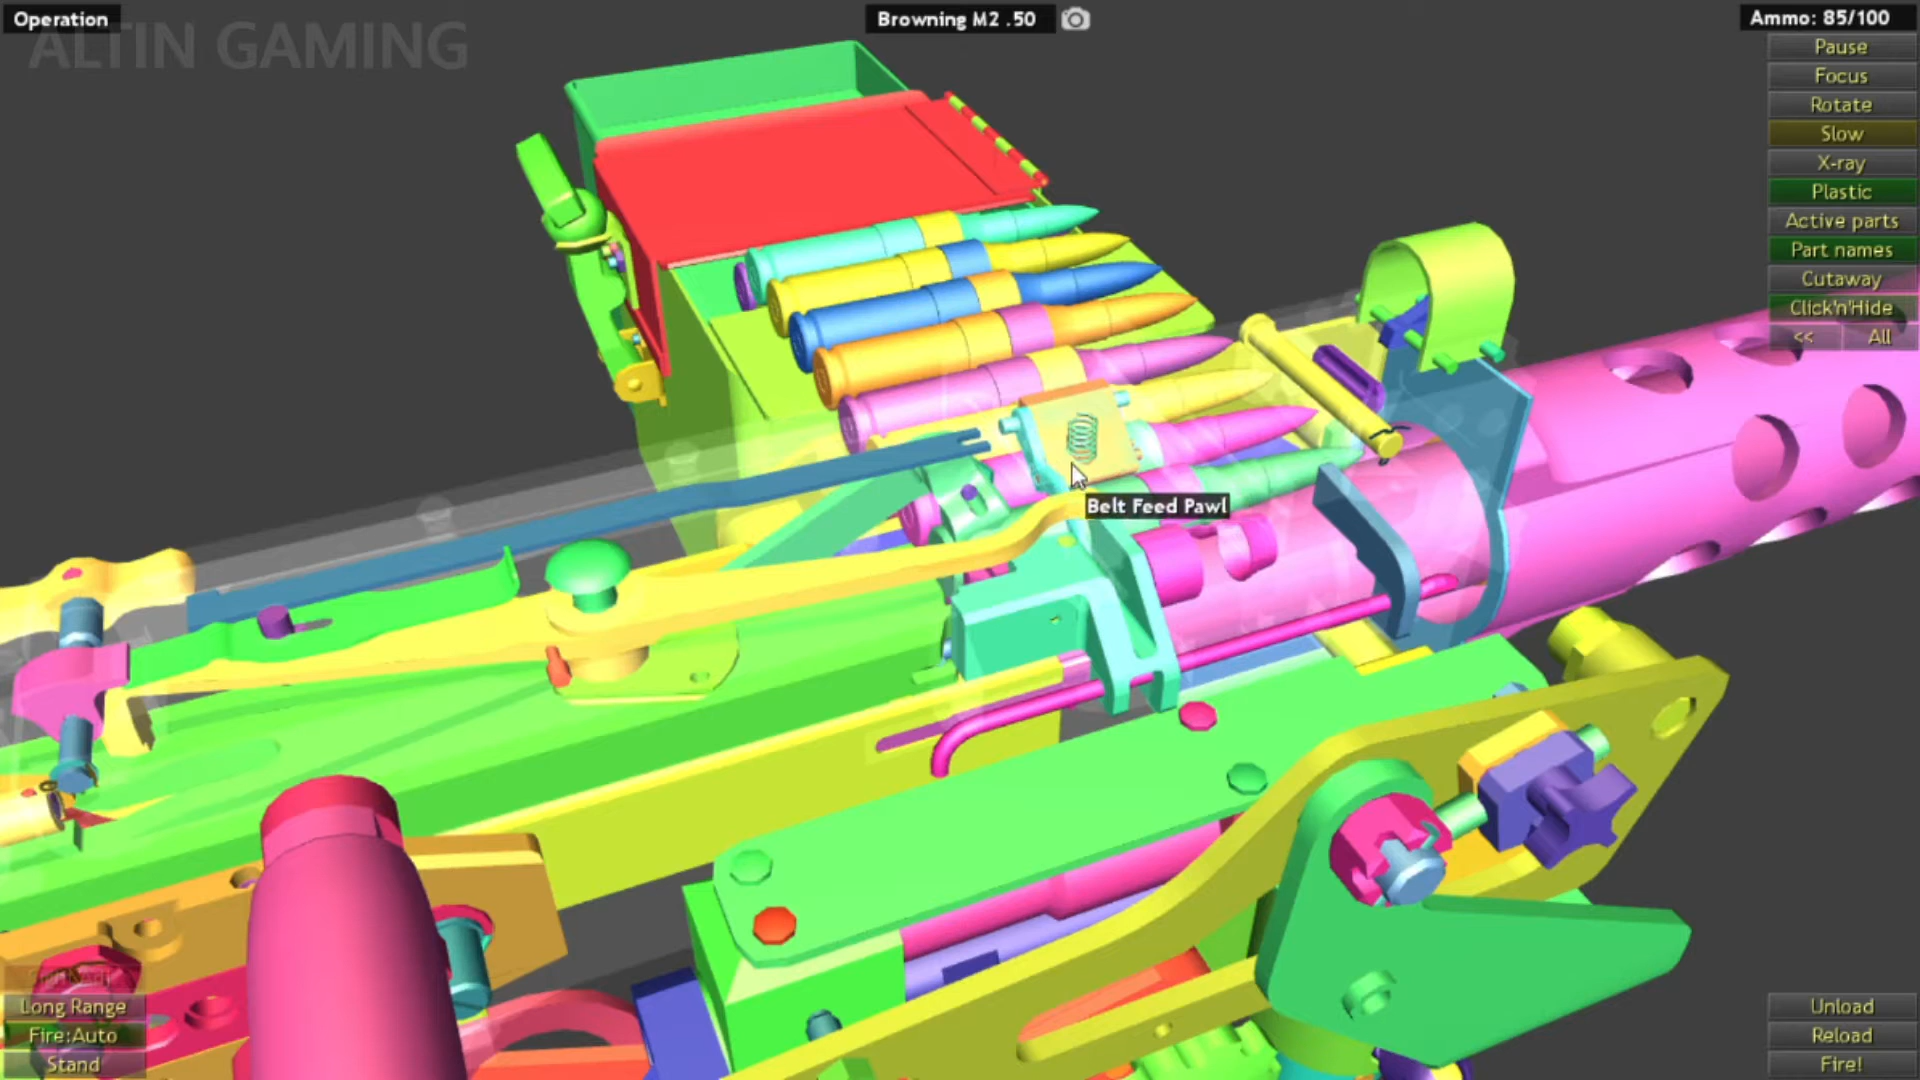 Operation
ALTIN GAMING
Browning M2 .50
Ammo: 85/100
Pause
Focus
Rotate
Slow
X-ray
Plastic
Active parts
Part names
Cutaway
Click'n'Hide
<< All
Belt Feed Pawl
Long Range
Fire:Auto
Stand
Unload
Reload
Fire!